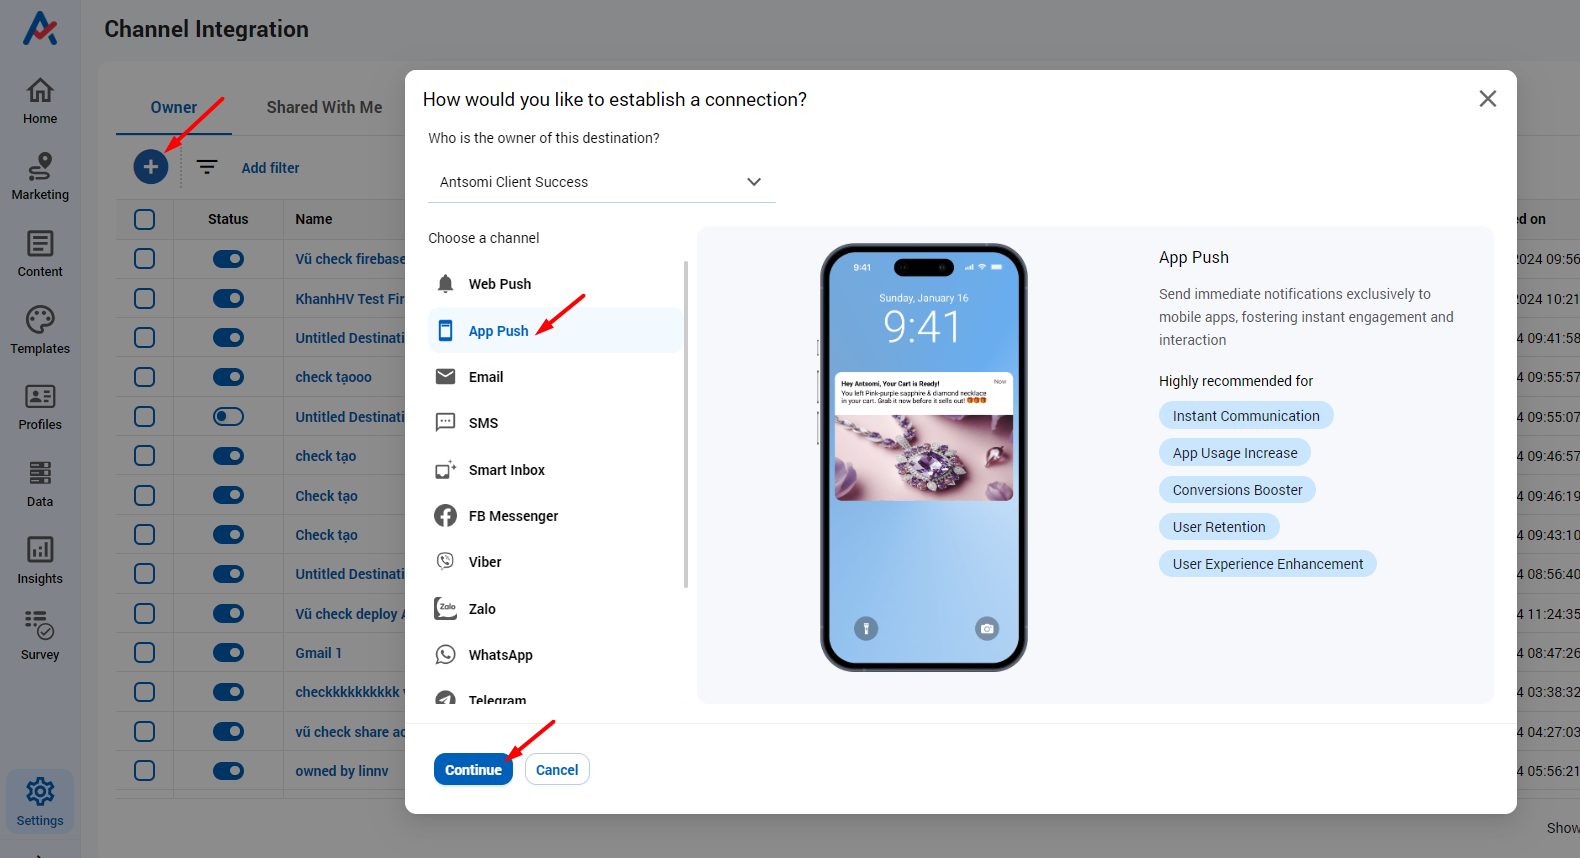 Channel Integration
Home
Marketing
Content
Templates
Profiles
Data
Insights
Survey
Settings
Owner
Shared With Me
Add filter
Status
Name
Vũ check firebase
KhanhHV Test Fir
Untitled Destinati
check tạooo
Untitled Destinati
check tạo
Check tạo
Check tạo
Untitled Destinati
Vũ check deploy A
Gmail 1
checkkkkkkkkkk v
vũ check share ac
owned by linnv
How would you like to establish a connection?
Who is the owner of this destination?
Antsomi Client Success
Choose a channel
Web Push
App Push
Email
SMS
Smart Inbox
FB Messenger
Viber
Zalo
Zalo
WhatsApp
Telegram
Continue
Cancel
9:41
Sunday, January 16
9:41
Hey Antsomi, Your Cart is Ready!
Now
You left Pink-purple sapphire & diamond necklace
in your cart. Grab it now before it sells out! 🎁🎁🎁
App Push
Send immediate notifications exclusively to
mobile apps, fostering instant engagement and
interaction
Highly recommended for
Instant Communication
App Usage Increase
Conversions Booster
User Retention
User Experience Enhancement
d on
2024 09:56
2024 10:21
4 09:41:58
4 09:55:57
4 09:55:07
4 09:46:57
4 09:46:19
4 09:43:10
4 08:56:40
4 11:24:35
4 08:47:26
4 03:38:32
4 04:27:03
4 05:56:21
Show